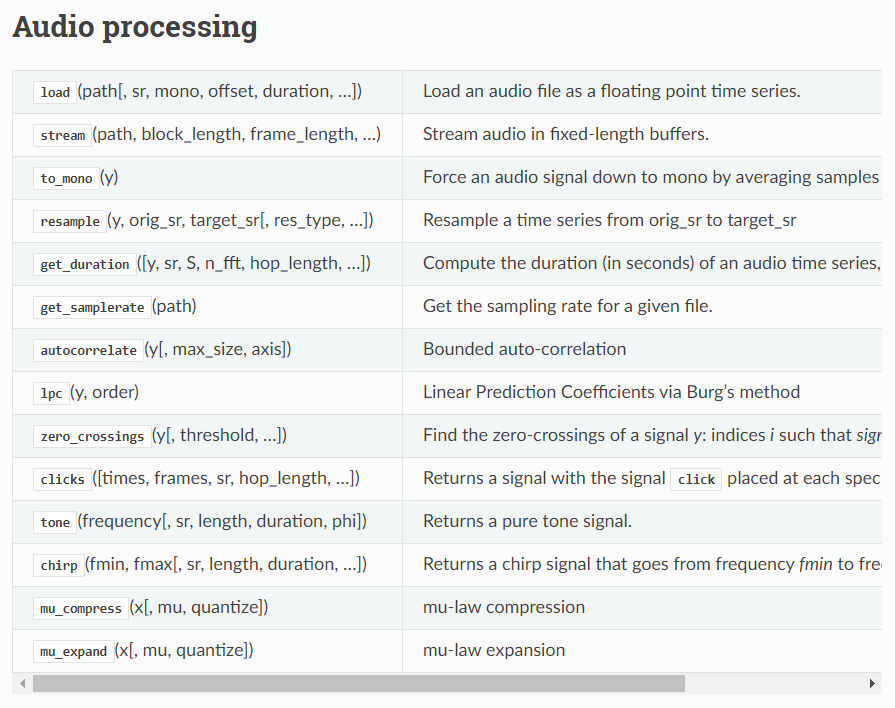 Audio processing
load(path[, sr, mono, offset, duration, …]) Load an audio file as a floating point time series.
stream(path, block_length, frame_length, …) Stream audio in fixed-length buffers.
to_mono(y) Force an audio signal down to mono by averaging samples
resample(y, orig_sr, target_sr[, res_type, …]) Resample a time series from orig_sr to target_sr
get_duration([y, sr, S, n_fft, hop_length, …]) Compute the duration (in seconds) of an audio time series,
get_samplerate(path) Get the sampling rate for a given file.
autocorrelate(y[, max_size, axis]) Bounded auto-correlation
lpc(y, order) Linear Prediction Coefficients via Burg's method
zero_crossings(y[, threshold, …]) Find the zero-crossings of a signal y: indices i such that
clicks([times, frames, sr, hop_length, …]) Returns a signal with the signal click placed at each
tone(frequency[, sr, length, duration, phi]) Returns a pure tone signal.
chirp(fmin, fmax[, sr, length, duration, …]) Returns a chirp signal that goes from frequency fmin to
mu_compress(x[, mu, quantize]) mu-law compression
mu_expand(x[, mu, quantize]) mu-law expansion